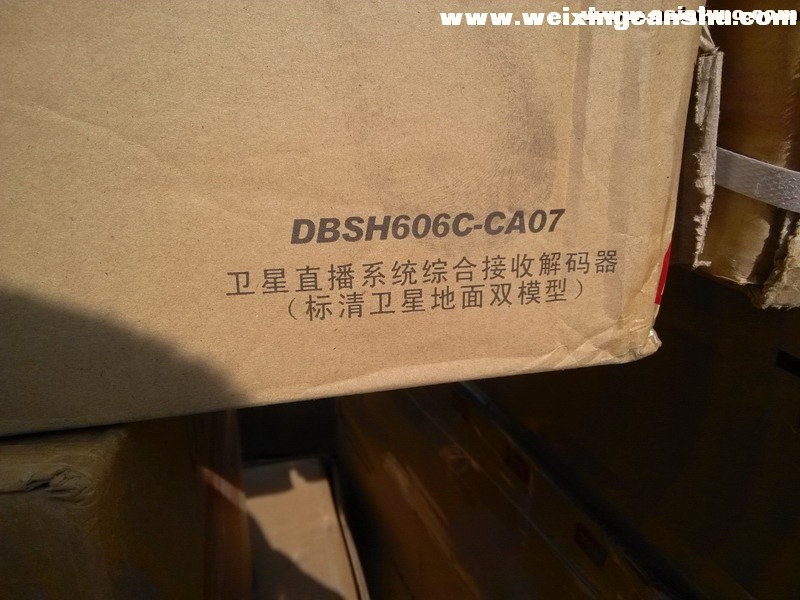 www.weixingcanshu.com
DBSH606C-CA07
卫星直播系统综合接收解码器
（标清卫星地面双模型）